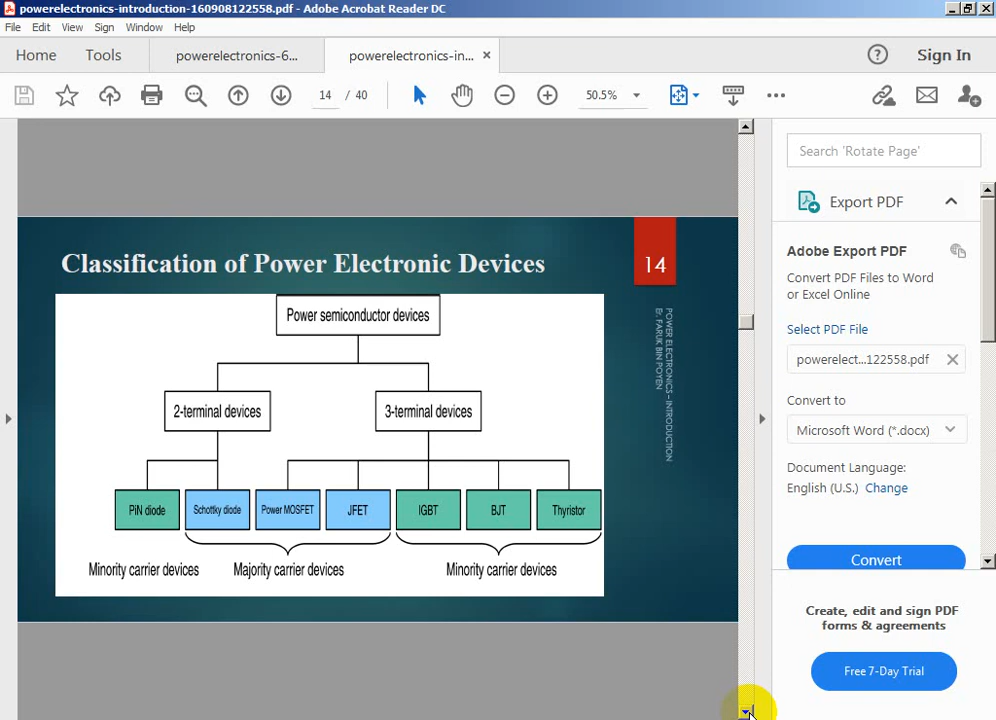 powerelectronics-introduction-160908122558.pdf - Adobe Acrobat Reader DC
File Edit View Sign Window Help
Home Tools powerelectronics-6... powerelectronics-in... Sign In
14 / 40 50.5%
Classification of Power Electronic Devices
14
POWER ELECTRONICS – INTRODUCTION
Er. FARUK BIN POYEN
Power semiconductor devices
2-terminal devices 3-terminal devices
PiN diode Schottky diode Power MOSFET JFET IGBT BJT Thyristor
Minority carrier devices Majority carrier devices Minority carrier devices
Search 'Rotate Page'
Export PDF
Adobe Export PDF
Convert PDF Files to Word
or Excel Online
Select PDF File
powerelect...122558.pdf
Convert to
Microsoft Word (*.docx)
Document Language:
English (U.S.) Change
Convert
Create, edit and sign PDF
forms & agreements
Free 7-Day Trial